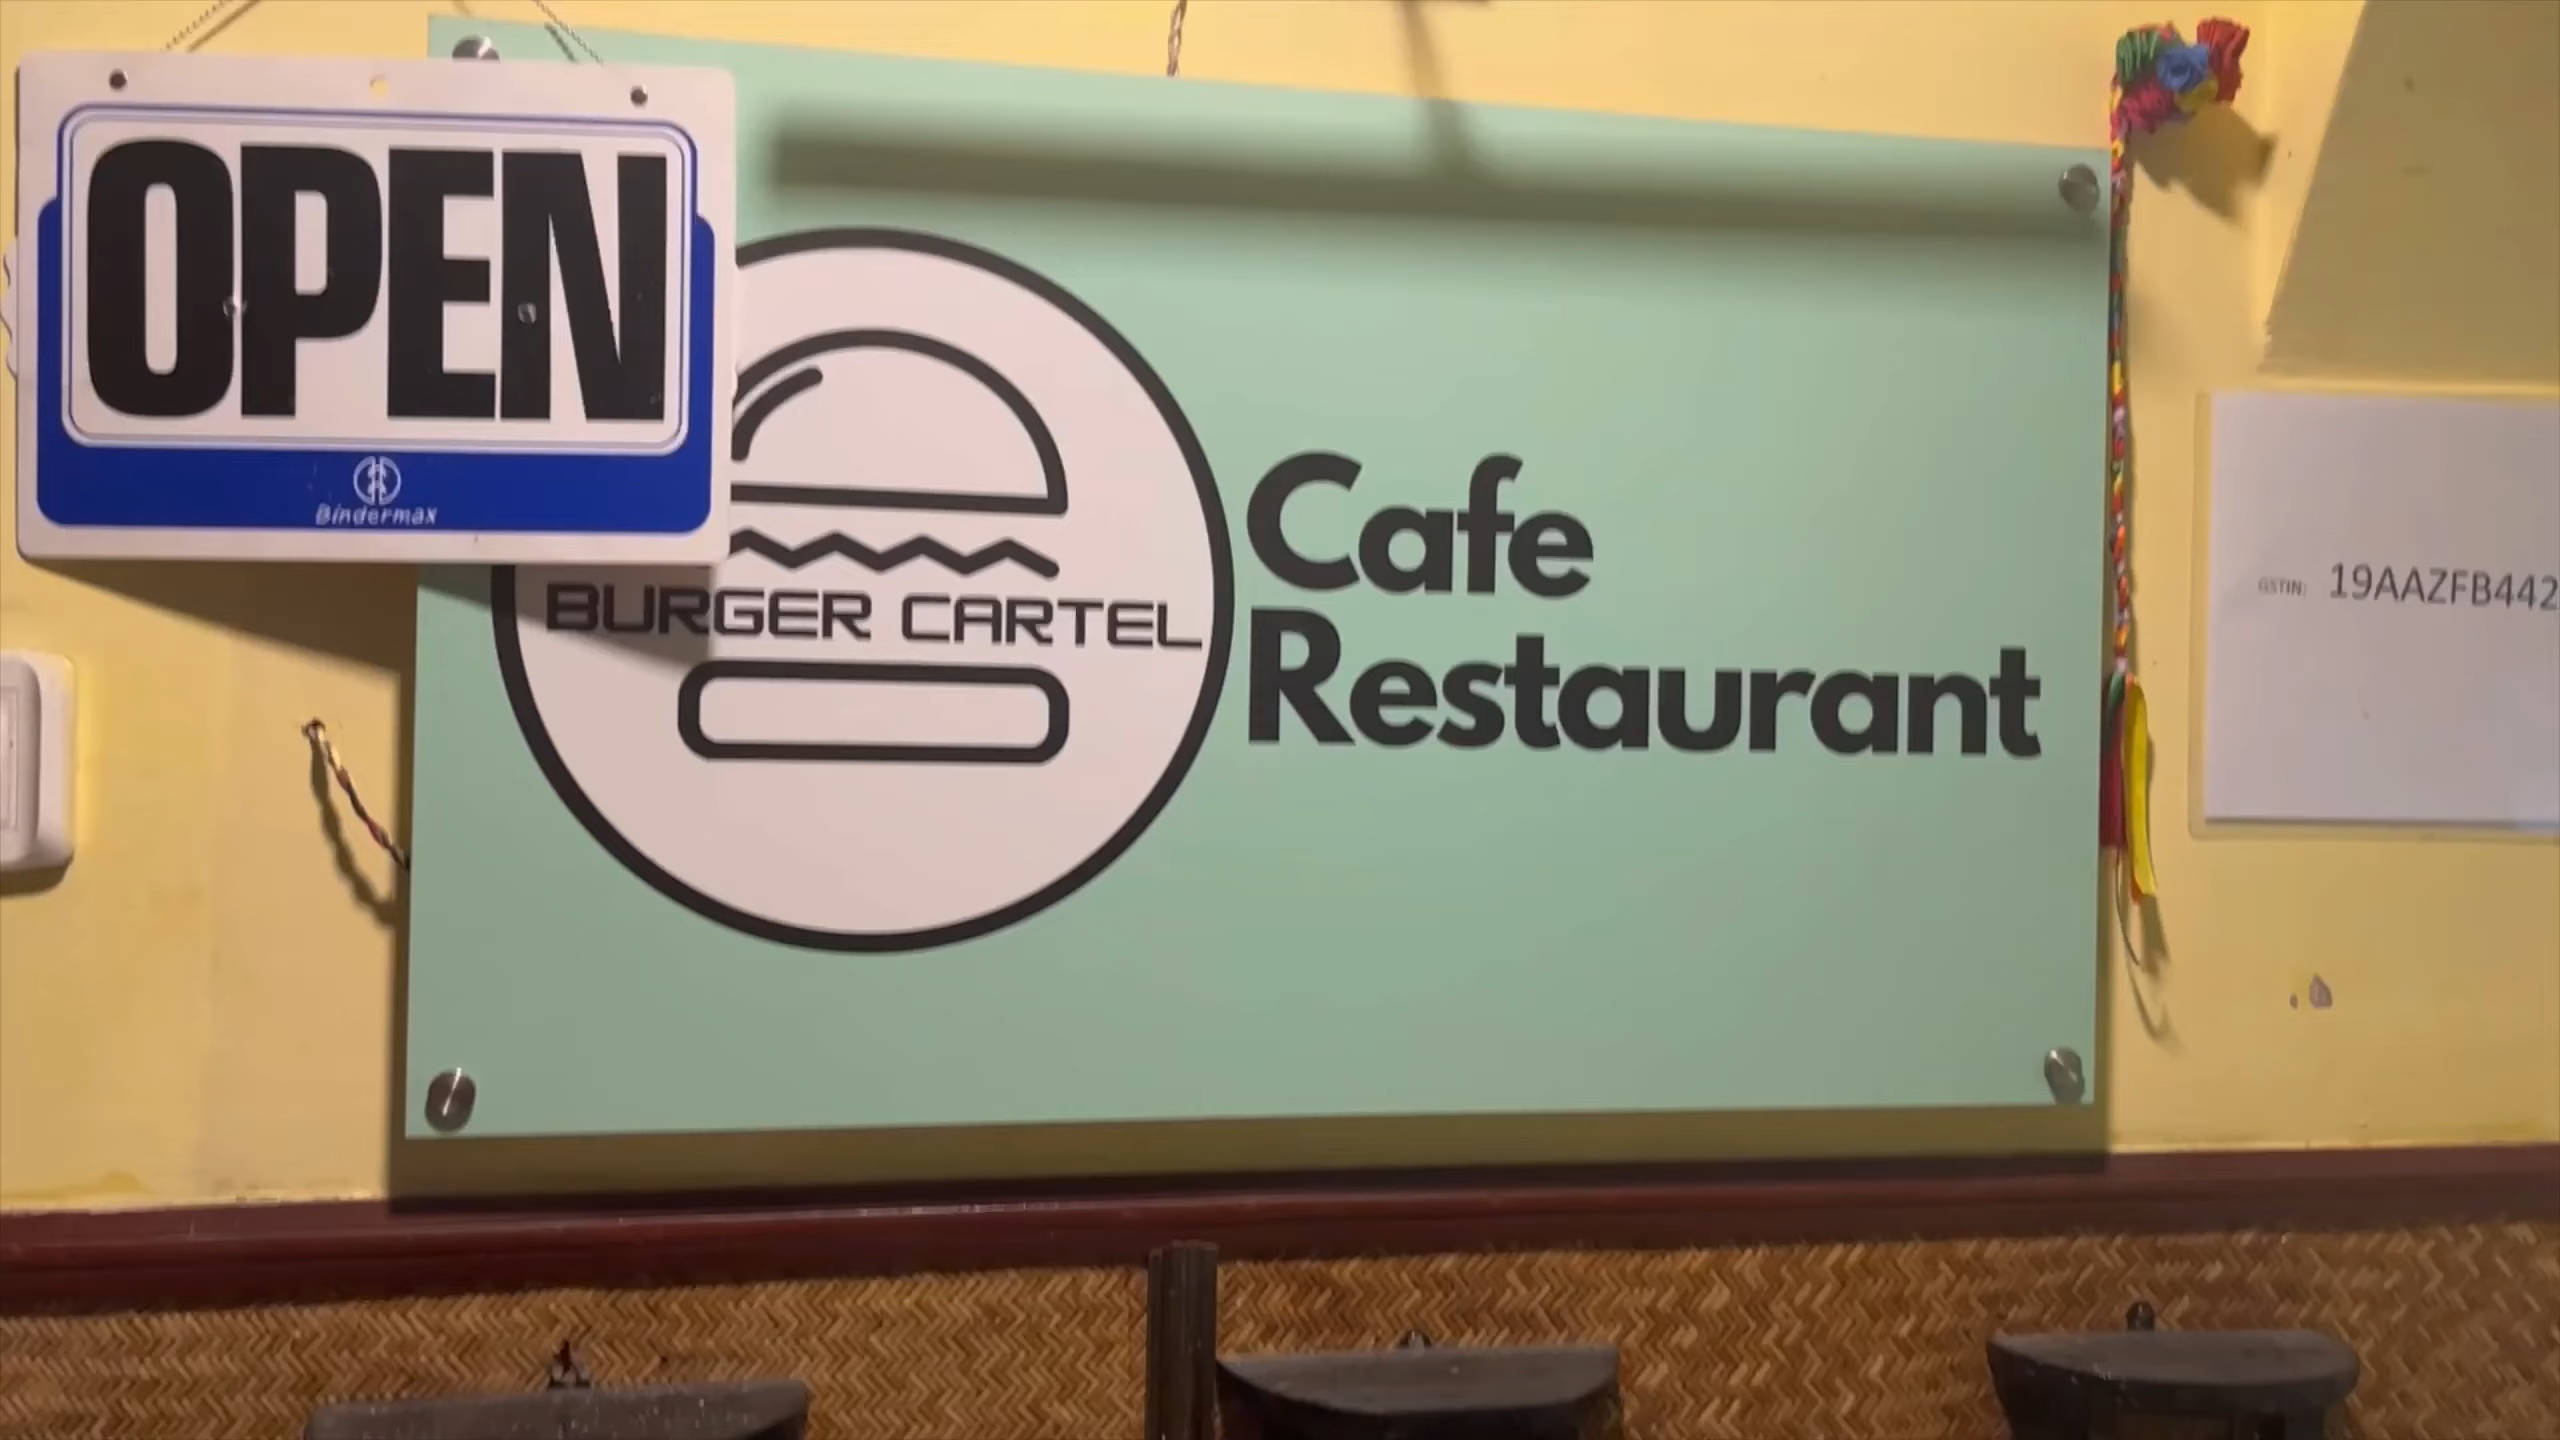 OPEN
Bindermax
BURGER CARTEL
Cafe
Restaurant
GSTIN: 19AAZFB442